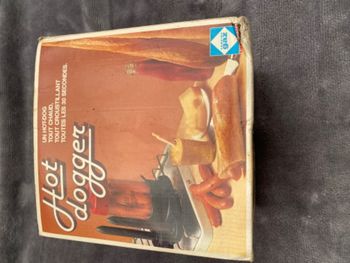 Hot
dogger
UN HOT-DOG
TOUT CHAUD,
TOUT CROUSTILLANT
TOUTES LES 30 SECONDES.